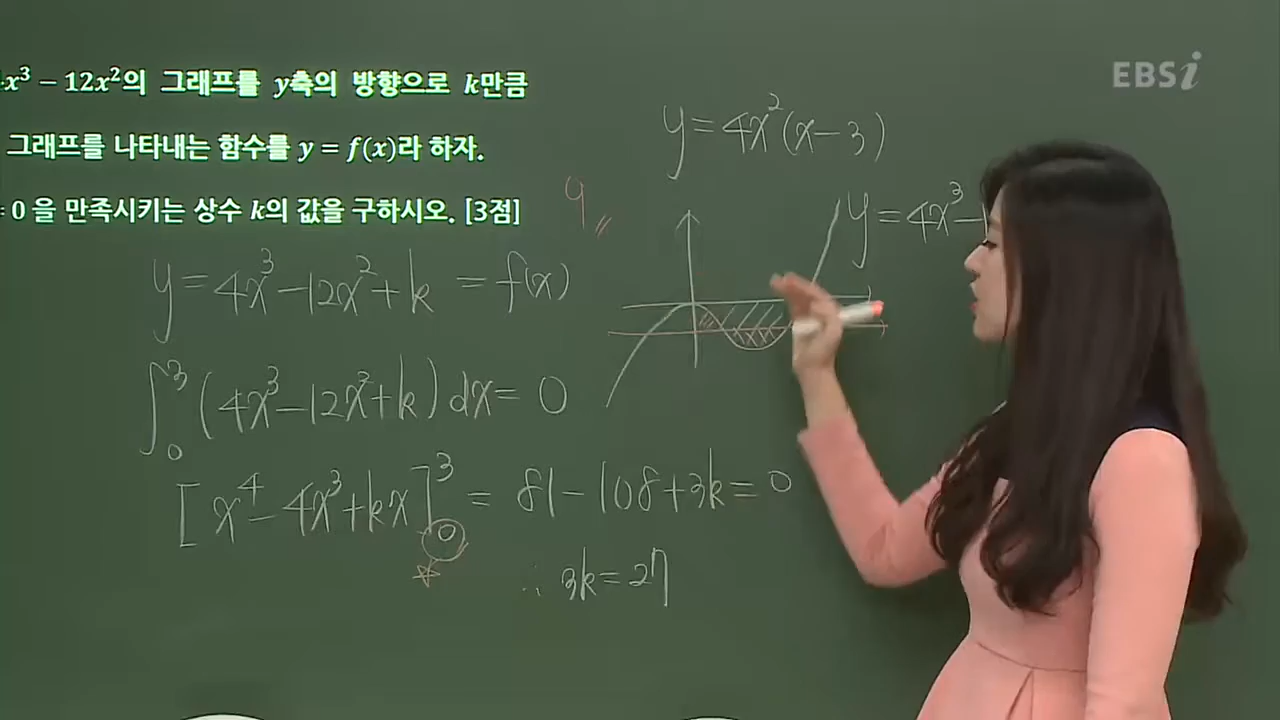 x³ − 12x²의 그래프를 y축의 방향으로 k만큼
그래프를 나타내는 함수를 y = f(x)라 하자.
= 0 을 만족시키는 상수 k의 값을 구하시오. [3점]
9
y = 4x³ − 12x² + k = f(x)
∫₀³ (4x³ − 12x² + k) dx = 0
[x⁴ − 4x³ + kx]₀³ = 81 − 108 + 3k = 0
∴ 3k = 27
y = 4x²(x − 3)
y = 4x³ − 1
EBSi